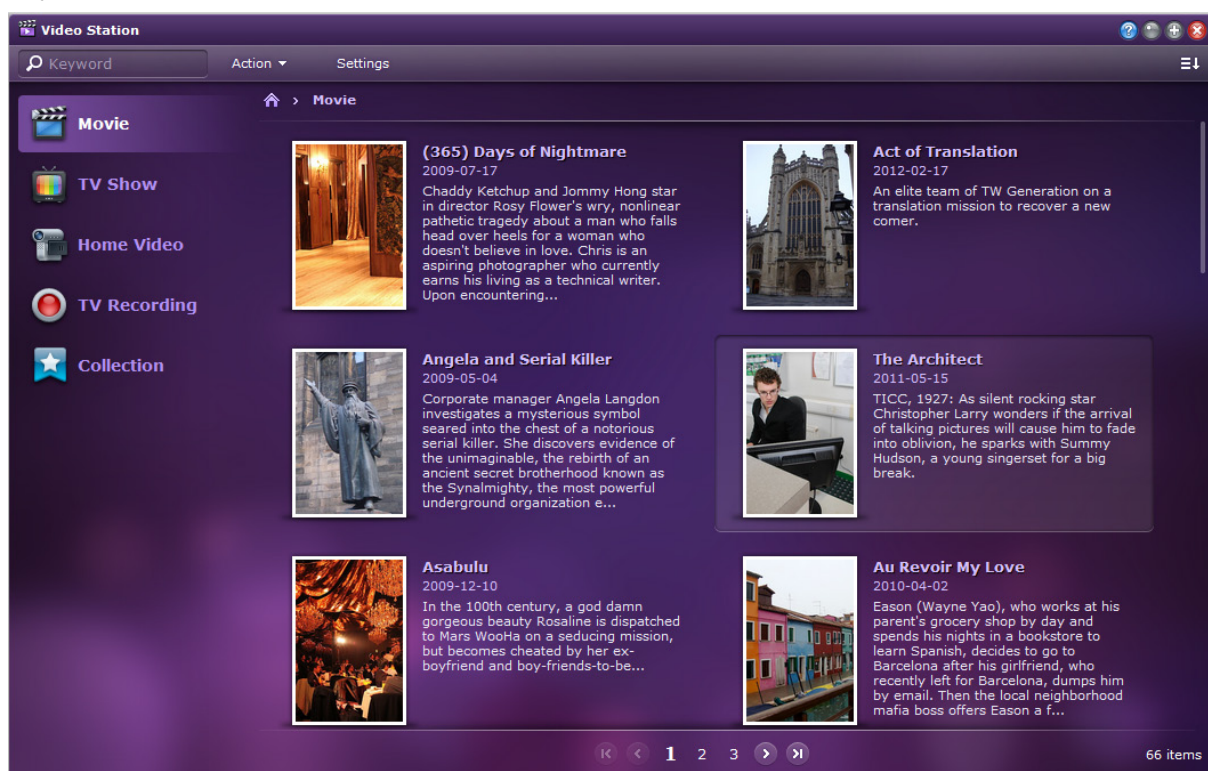 Video Station
Keyword
Action
Settings
Movie
TV Show
Home Video
TV Recording
Collection
› Movie
(365) Days of Nightmare
2009-07-17
Chaddy Ketchup and Jommy Hong star
in director Rosy Flower's wry, nonlinear
pathetic tragedy about a man who falls
head over heels for a woman who
doesn't believe in love. Chris is an
aspiring photographer who currently
earns his living as a technical writer.
Upon encountering...
Act of Translation
2012-02-17
An elite team of TW Generation on a
translation mission to recover a new
comer.
Angela and Serial Killer
2009-05-04
Corporate manager Angela Langdon
investigates a mysterious symbol
seared into the chest of a notorious
serial killer. She discovers evidence of
the unimaginable, the rebirth of an
ancient secret brotherhood known as
the Synalmighty, the most powerful
underground organization e...
The Architect
2011-05-15
TICC, 1927: As silent rocking star
Christopher Larry wonders if the arrival
of talking pictures will cause him to fade
into oblivion, he sparks with Summy
Hudson, a young singerset for a big
break.
Asabulu
2009-12-10
In the 100th century, a god damn
gorgeous beauty Rosaline is dispatched
to Mars WooHa on a seducing mission,
but becomes cheated by her ex-
boyfriend and boy-friends-to-be...
Au Revoir My Love
2010-04-02
Eason (Wayne Yao), who works at his
parent's grocery shop by day and
spends his nights in a bookstore to
learn Spanish, decides to go to
Barcelona after his girlfriend, who
recently left for Barcelona, dumps him
by email. Then the local neighborhood
mafia boss offers Eason a f...
1 2 3
66 items